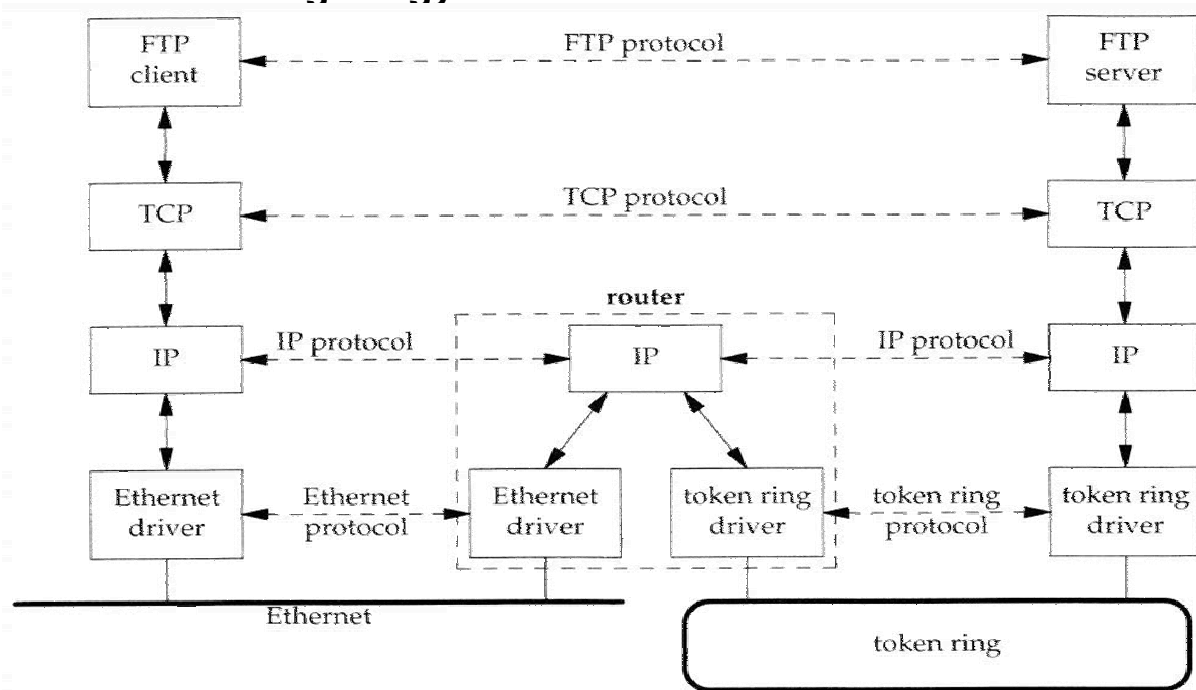 FTP
client
FTP protocol
FTP
server
TCP
TCP protocol
TCP
router
IP
IP protocol
IP
IP protocol
IP
Ethernet
driver
Ethernet
protocol
Ethernet
driver
token ring
driver
token ring
protocol
token ring
driver
Ethernet
token ring